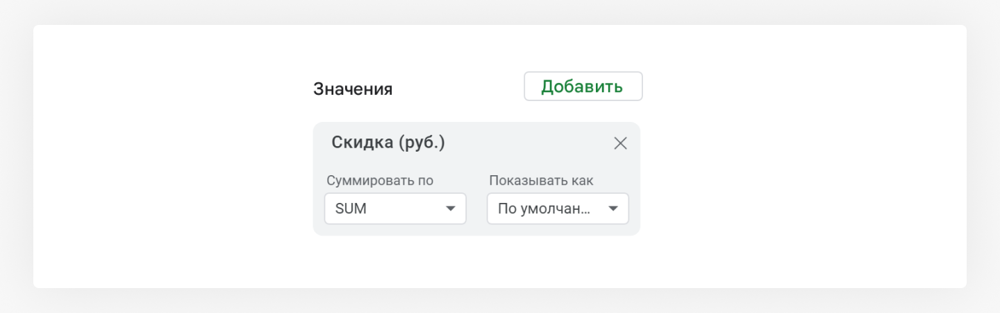 Значения
Добавить
Скидка (руб.)
Суммировать по
Показывать как
SUM
По умолчан...